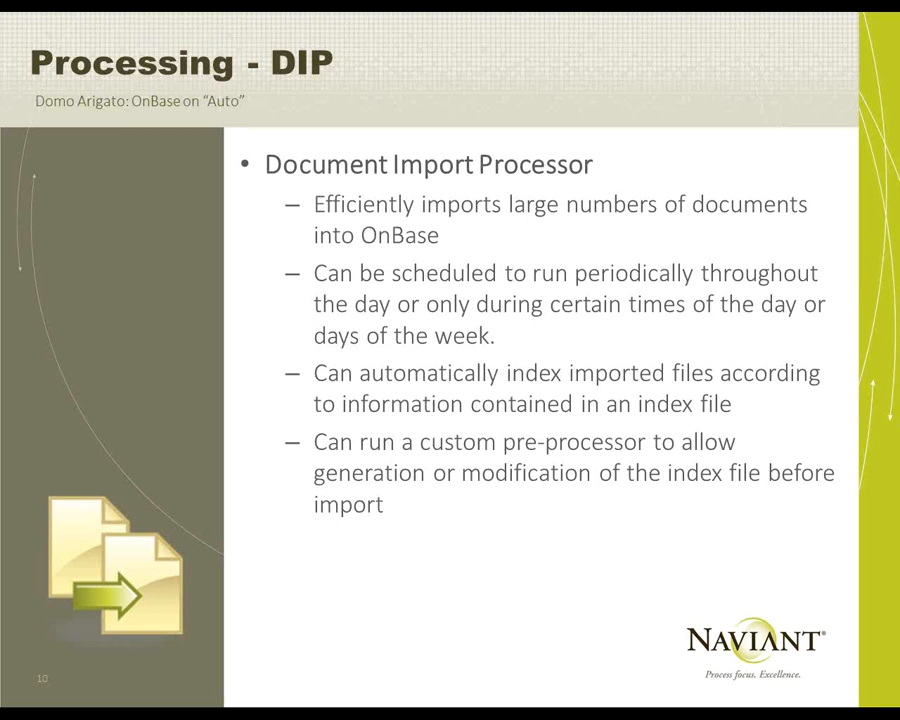 Processing - DIP
Domo Arigato: OnBase on “Auto”
• Document Import Processor
– Efficiently imports large numbers of documents
into OnBase
– Can be scheduled to run periodically throughout
the day or only during certain times of the day or
days of the week.
– Can automatically index imported files according
to information contained in an index file
– Can run a custom pre-processor to allow
generation or modification of the index file before
import
NAVIANT®
Process focus. Excellence.
10